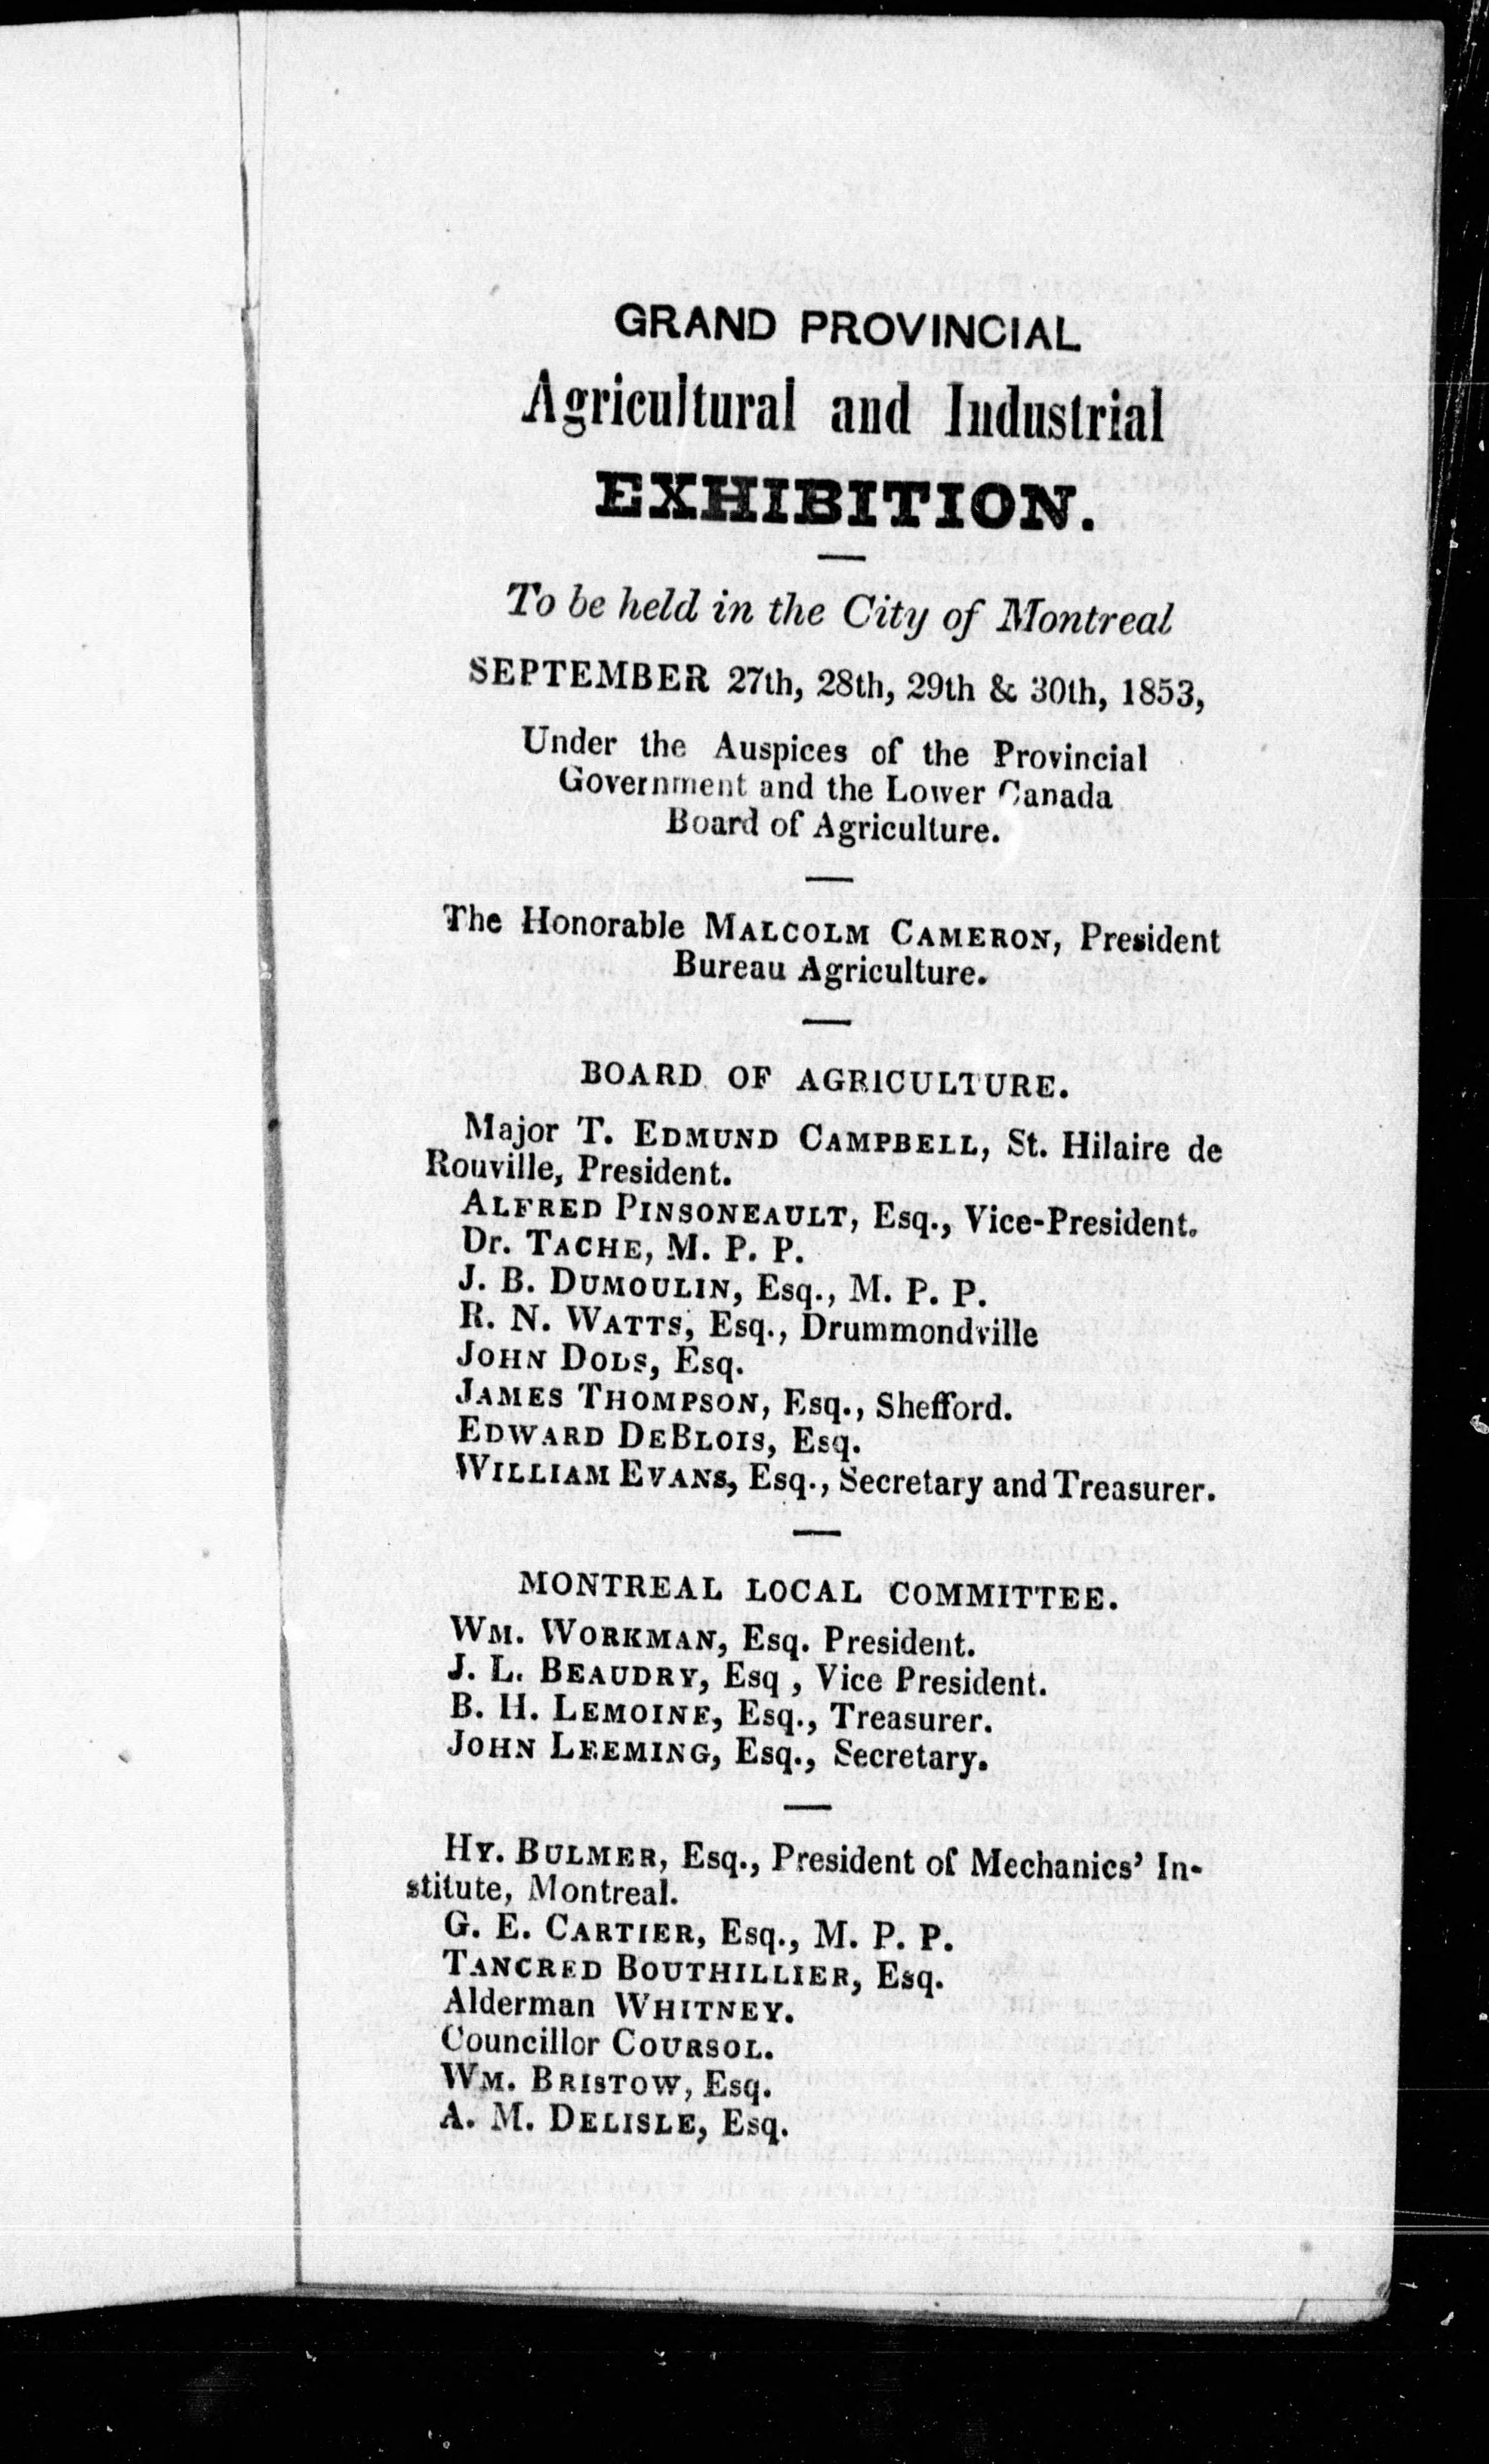 GRAND PROVINCIAL
Agricultural and Industrial
EXHIBITION.
To be held in the City of Montreal
SEPTEMBER 27th, 28th, 29th & 30th, 1853,
Under the Auspices of the Provincial
Government and the Lower Canada
Board of Agriculture.
The Honorable MALCOLM CAMERON, President
Bureau Agriculture.
BOARD OF AGRICULTURE.
Major T. EDMUND CAMPBELL, St. Hilaire de
Rouville, President.
ALFRED PINSONEAULT, Esq., Vice-President.
Dr. TACHE, M. P. P.
J. B. DUMOULIN, Esq., M. P. P.
R. N. WATTS, Esq., Drummondville
JOHN DODS, Esq.
JAMES THOMPSON, Esq., Shefford.
EDWARD DEBLOIS, Esq.
WILLIAM EVANS, Esq., Secretary and Treasurer.
MONTREAL LOCAL COMMITTEE.
WM. WORKMAN, Esq. President.
J. L. BEAUDRY, Esq , Vice President.
B. H. LEMOINE, Esq., Treasurer.
JOHN LEEMING, Esq., Secretary.
HY. BULMER, Esq., President of Mechanics' In-
stitute, Montreal.
G. E. CARTIER, Esq., M. P. P.
TANCRED BOUTHILLIER, Esq.
Alderman WHITNEY.
Councillor COURSOL.
WM. BRISTOW, Esq.
A. M. DELISLE, Esq.